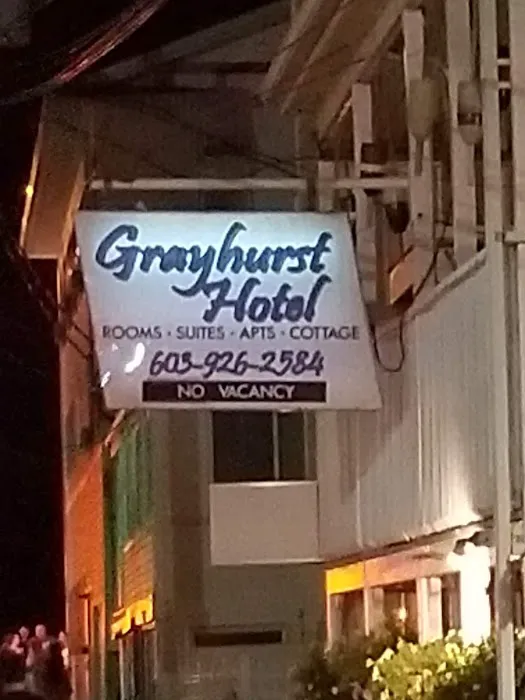 Grayhurst
Hotel
ROOMS · SUITES · APTS · COTTAGE
603-926-2584
NO VACANCY